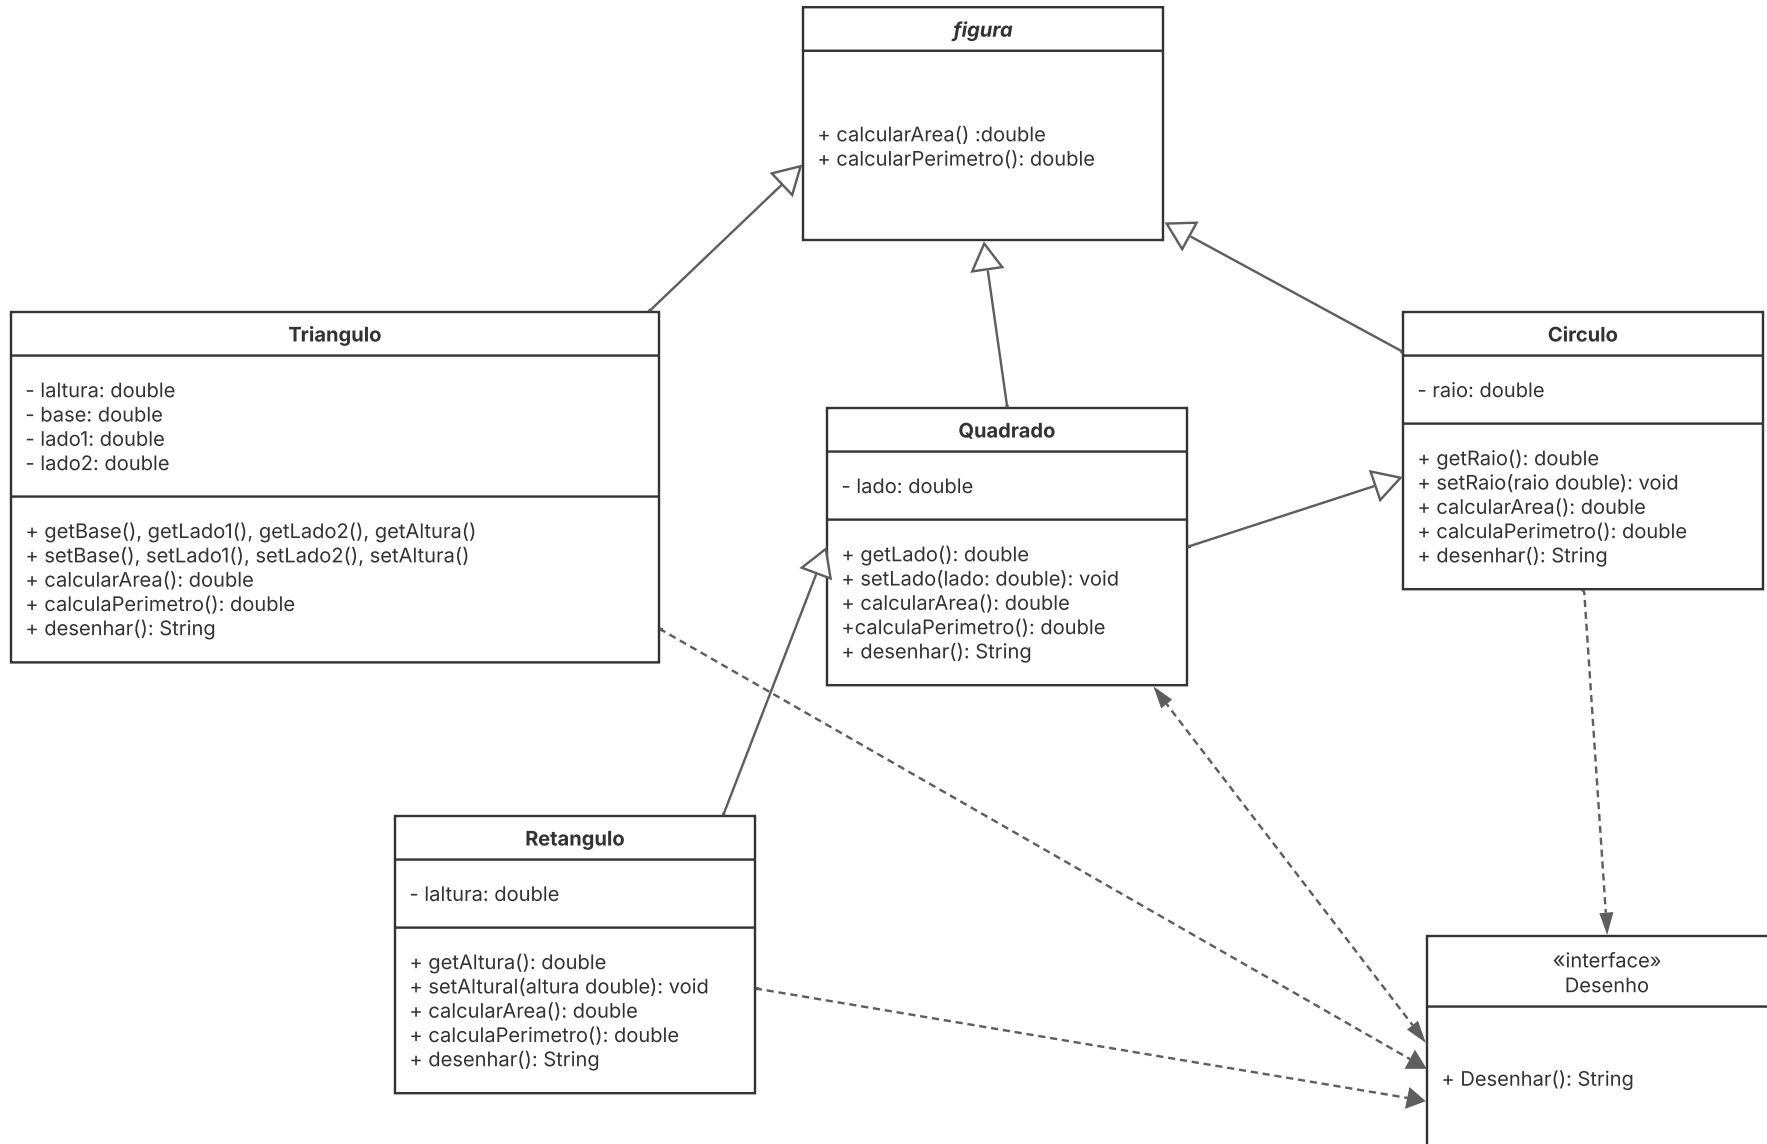 figura
+ calcularArea() :double
+ calcularPerimetro(): double
Triangulo
- laltura: double
- base: double
- lado1: double
- lado2: double
+ getBase(), getLado1(), getLado2(), getAltura()
+ setBase(), setLado1(), setLado2(), setAltura()
+ calcularArea(): double
+ calculaPerimetro(): double
+ desenhar(): String
Quadrado
- lado: double
+ getLado(): double
+ setLado(lado: double): void
+ calcularArea(): double
+calculaPerimetro(): double
+ desenhar(): String
Circulo
- raio: double
+ getRaio(): double
+ setRaio(raio double): void
+ calcularArea(): double
+ calculaPerimetro(): double
+ desenhar(): String
Retangulo
- laltura: double
+ getAltura(): double
+ setAltural(altura double): void
+ calcularArea(): double
+ calculaPerimetro(): double
+ desenhar(): String
«interface»
Desenho
+ Desenhar(): String